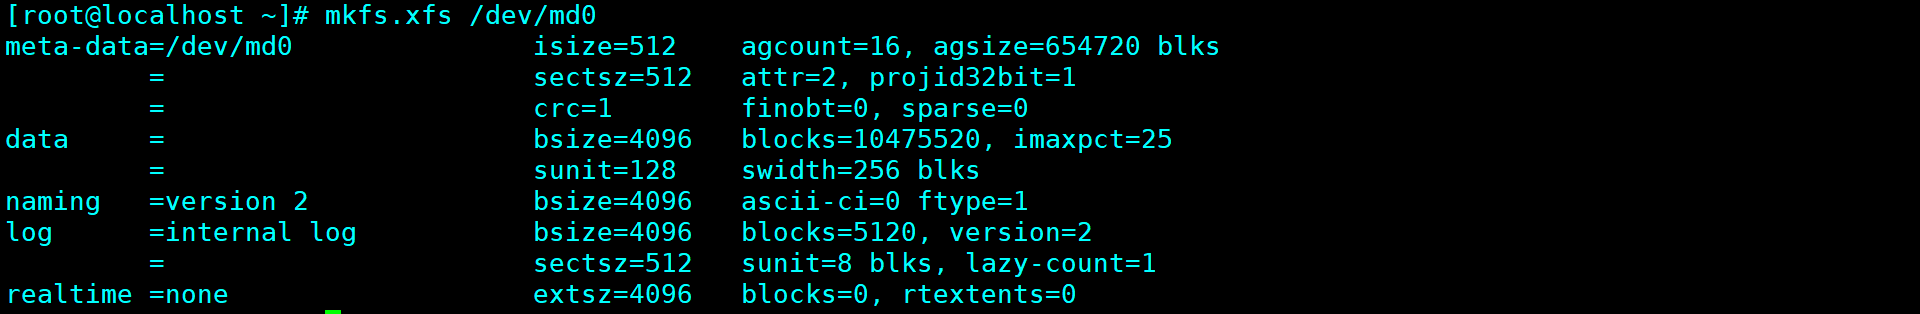 [root@localhost ~]# mkfs.xfs /dev/md0
meta-data=/dev/md0               isize=512    agcount=16, agsize=654720 blks
         =                       sectsz=512   attr=2, projid32bit=1
         =                       crc=1        finobt=0, sparse=0
data     =                       bsize=4096   blocks=10475520, imaxpct=25
         =                       sunit=128    swidth=256 blks
naming   =version 2              bsize=4096   ascii-ci=0 ftype=1
log      =internal log           bsize=4096   blocks=5120, version=2
         =                       sectsz=512   sunit=8 blks, lazy-count=1
realtime =none                   extsz=4096   blocks=0, rtextents=0